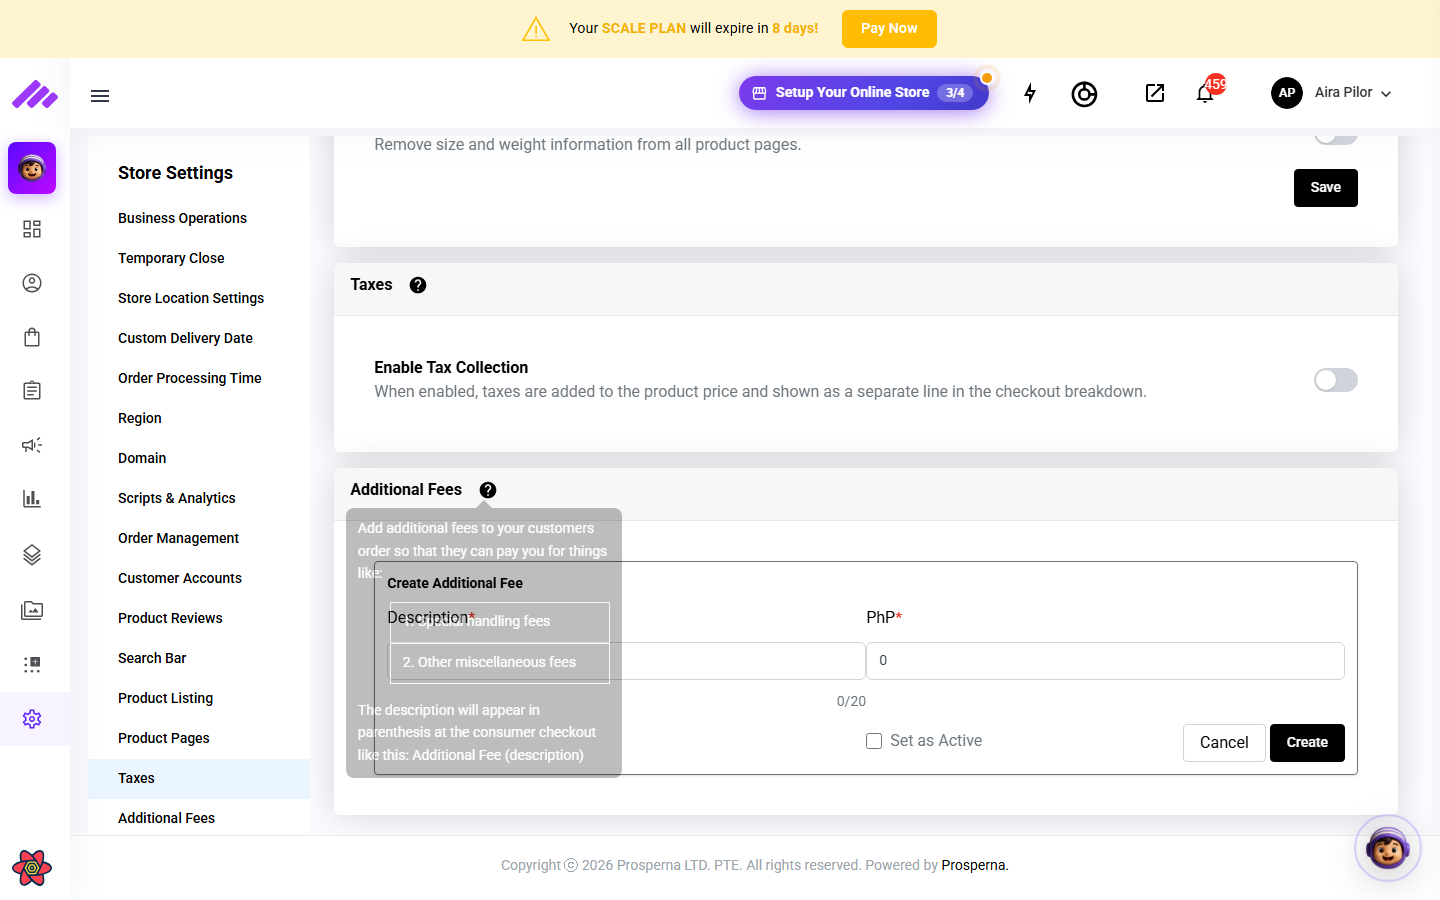 Your SCALE PLAN will expire in 8 days!
Pay Now
Setup Your Online Store 3/4
459
AP
Aira Pilor
Store Settings
Business Operations
Temporary Close
Store Location Settings
Custom Delivery Date
Order Processing Time
Region
Domain
Scripts & Analytics
Order Management
Customer Accounts
Product Reviews
Search Bar
Product Listing
Product Pages
Taxes
Additional Fees
Remove size and weight information from all product pages.
Save
Taxes ?
Enable Tax Collection
When enabled, taxes are added to the product price and shown as a separate line in the checkout breakdown.
Additional Fees ?
Add additional fees to your customers
order so that they can pay you for things
like:
Create Additional Fee
Description*
1. Special handling fees
2. Other miscellaneous fees
The description will appear in
parenthesis at the consumer checkout
like this: Additional Fee (description)
PhP*
0
0/20
Set as Active
Cancel
Create
Copyright © 2026 Prosperna LTD. PTE. All rights reserved. Powered by Prosperna.